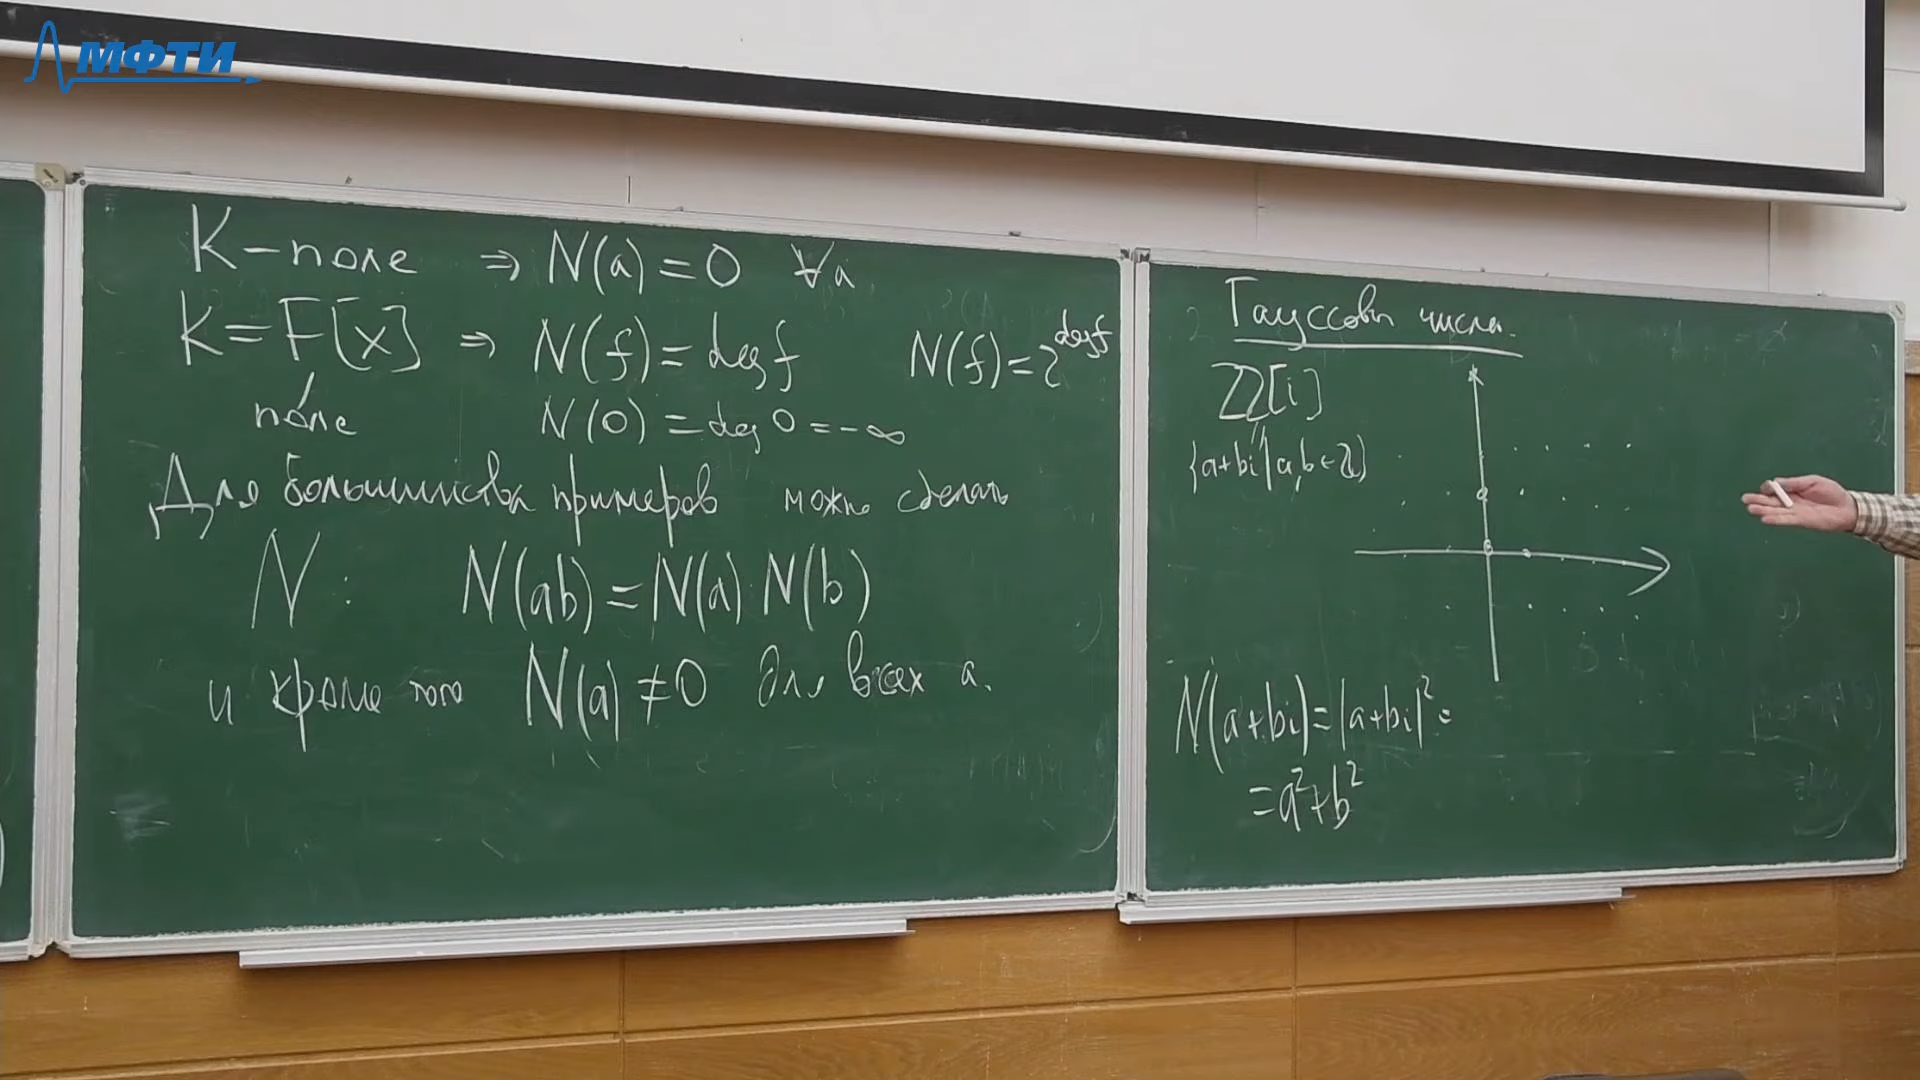 МФТИ
K – поле ⇒ N(a) = 0 ∀a
K = F[x] ⇒ N(f) = deg f N(f) = 2^{deg f}
поле N(0) = deg 0 = -∞
Для большинства примеров можно сделать
N: N(ab) = N(a) N(b)
и кроме того N(a) ≠ 0 для всех a.
Гауссовы числа.
ℤ[i]
{a+bi | a,b ∈ ℤ}
N(a+bi) = |a+bi|² =
= a² + b²